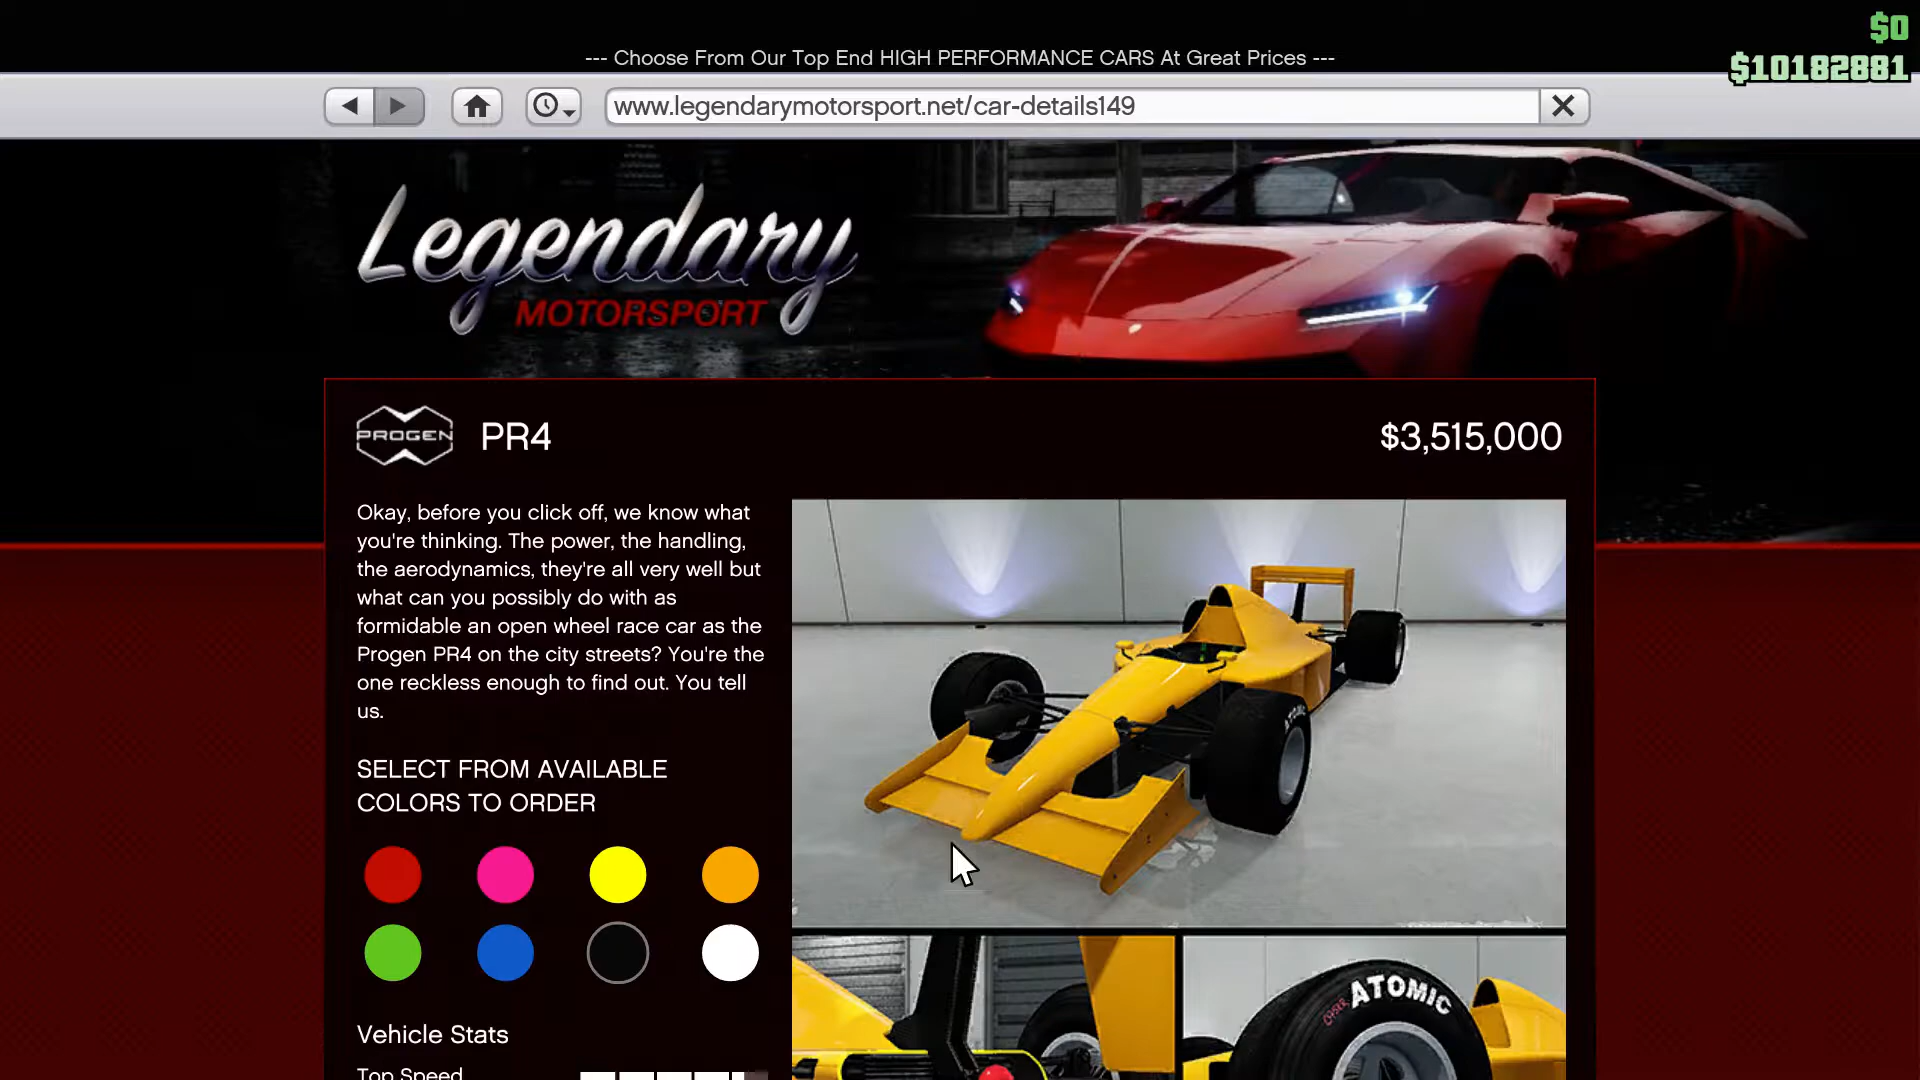 $0
--- Choose From Our Top End HIGH PERFORMANCE CARS At Great Prices ---
$10182881
www.legendarymotorsport.net/car-details149
Legendary
MOTORSPORT
PROGEN
PR4
$3,515,000
Okay, before you click off, we know what
you're thinking. The power, the handling,
the aerodynamics, they're all very well but
what can you possibly do with as
formidable an open wheel race car as the
Progen PR4 on the city streets? You're the
one reckless enough to find out. You tell
us.
SELECT FROM AVAILABLE
COLORS TO ORDER
ATOMIC
Vehicle Stats
Top Speed